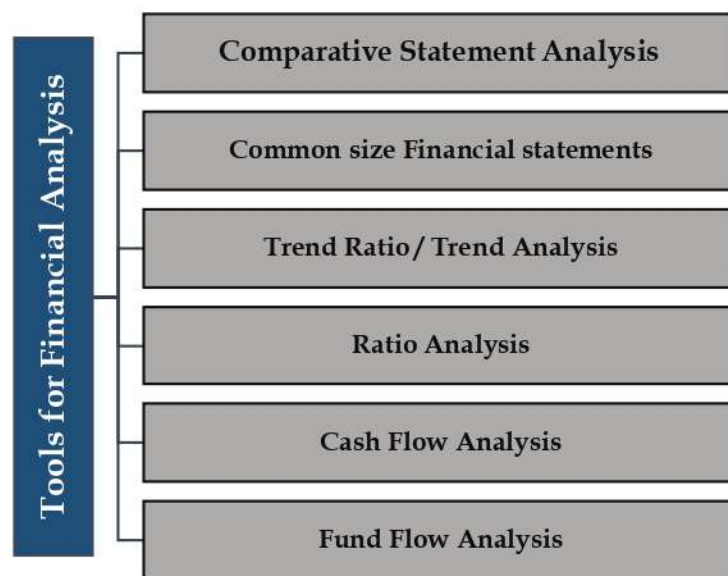 Tools for Financial Analysis
Comparative Statement Analysis
Common size Financial statements
Trend Ratio/ Trend Analysis
Ratio Analysis
Cash Flow Analysis
Fund Flow Analysis